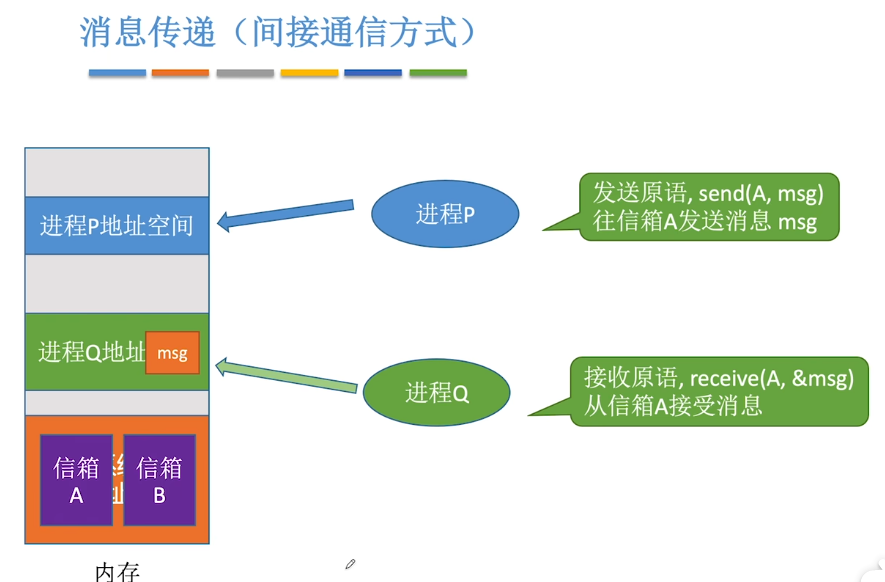 消息传递（间接通信方式）
进程P地址空间
进程P
发送原语, send(A, msg)
往信箱A发送消息 msg
进程Q地址
msg
进程Q
接收原语, receive(A, &msg)
从信箱A接受消息
信箱
A
信箱
B
内存